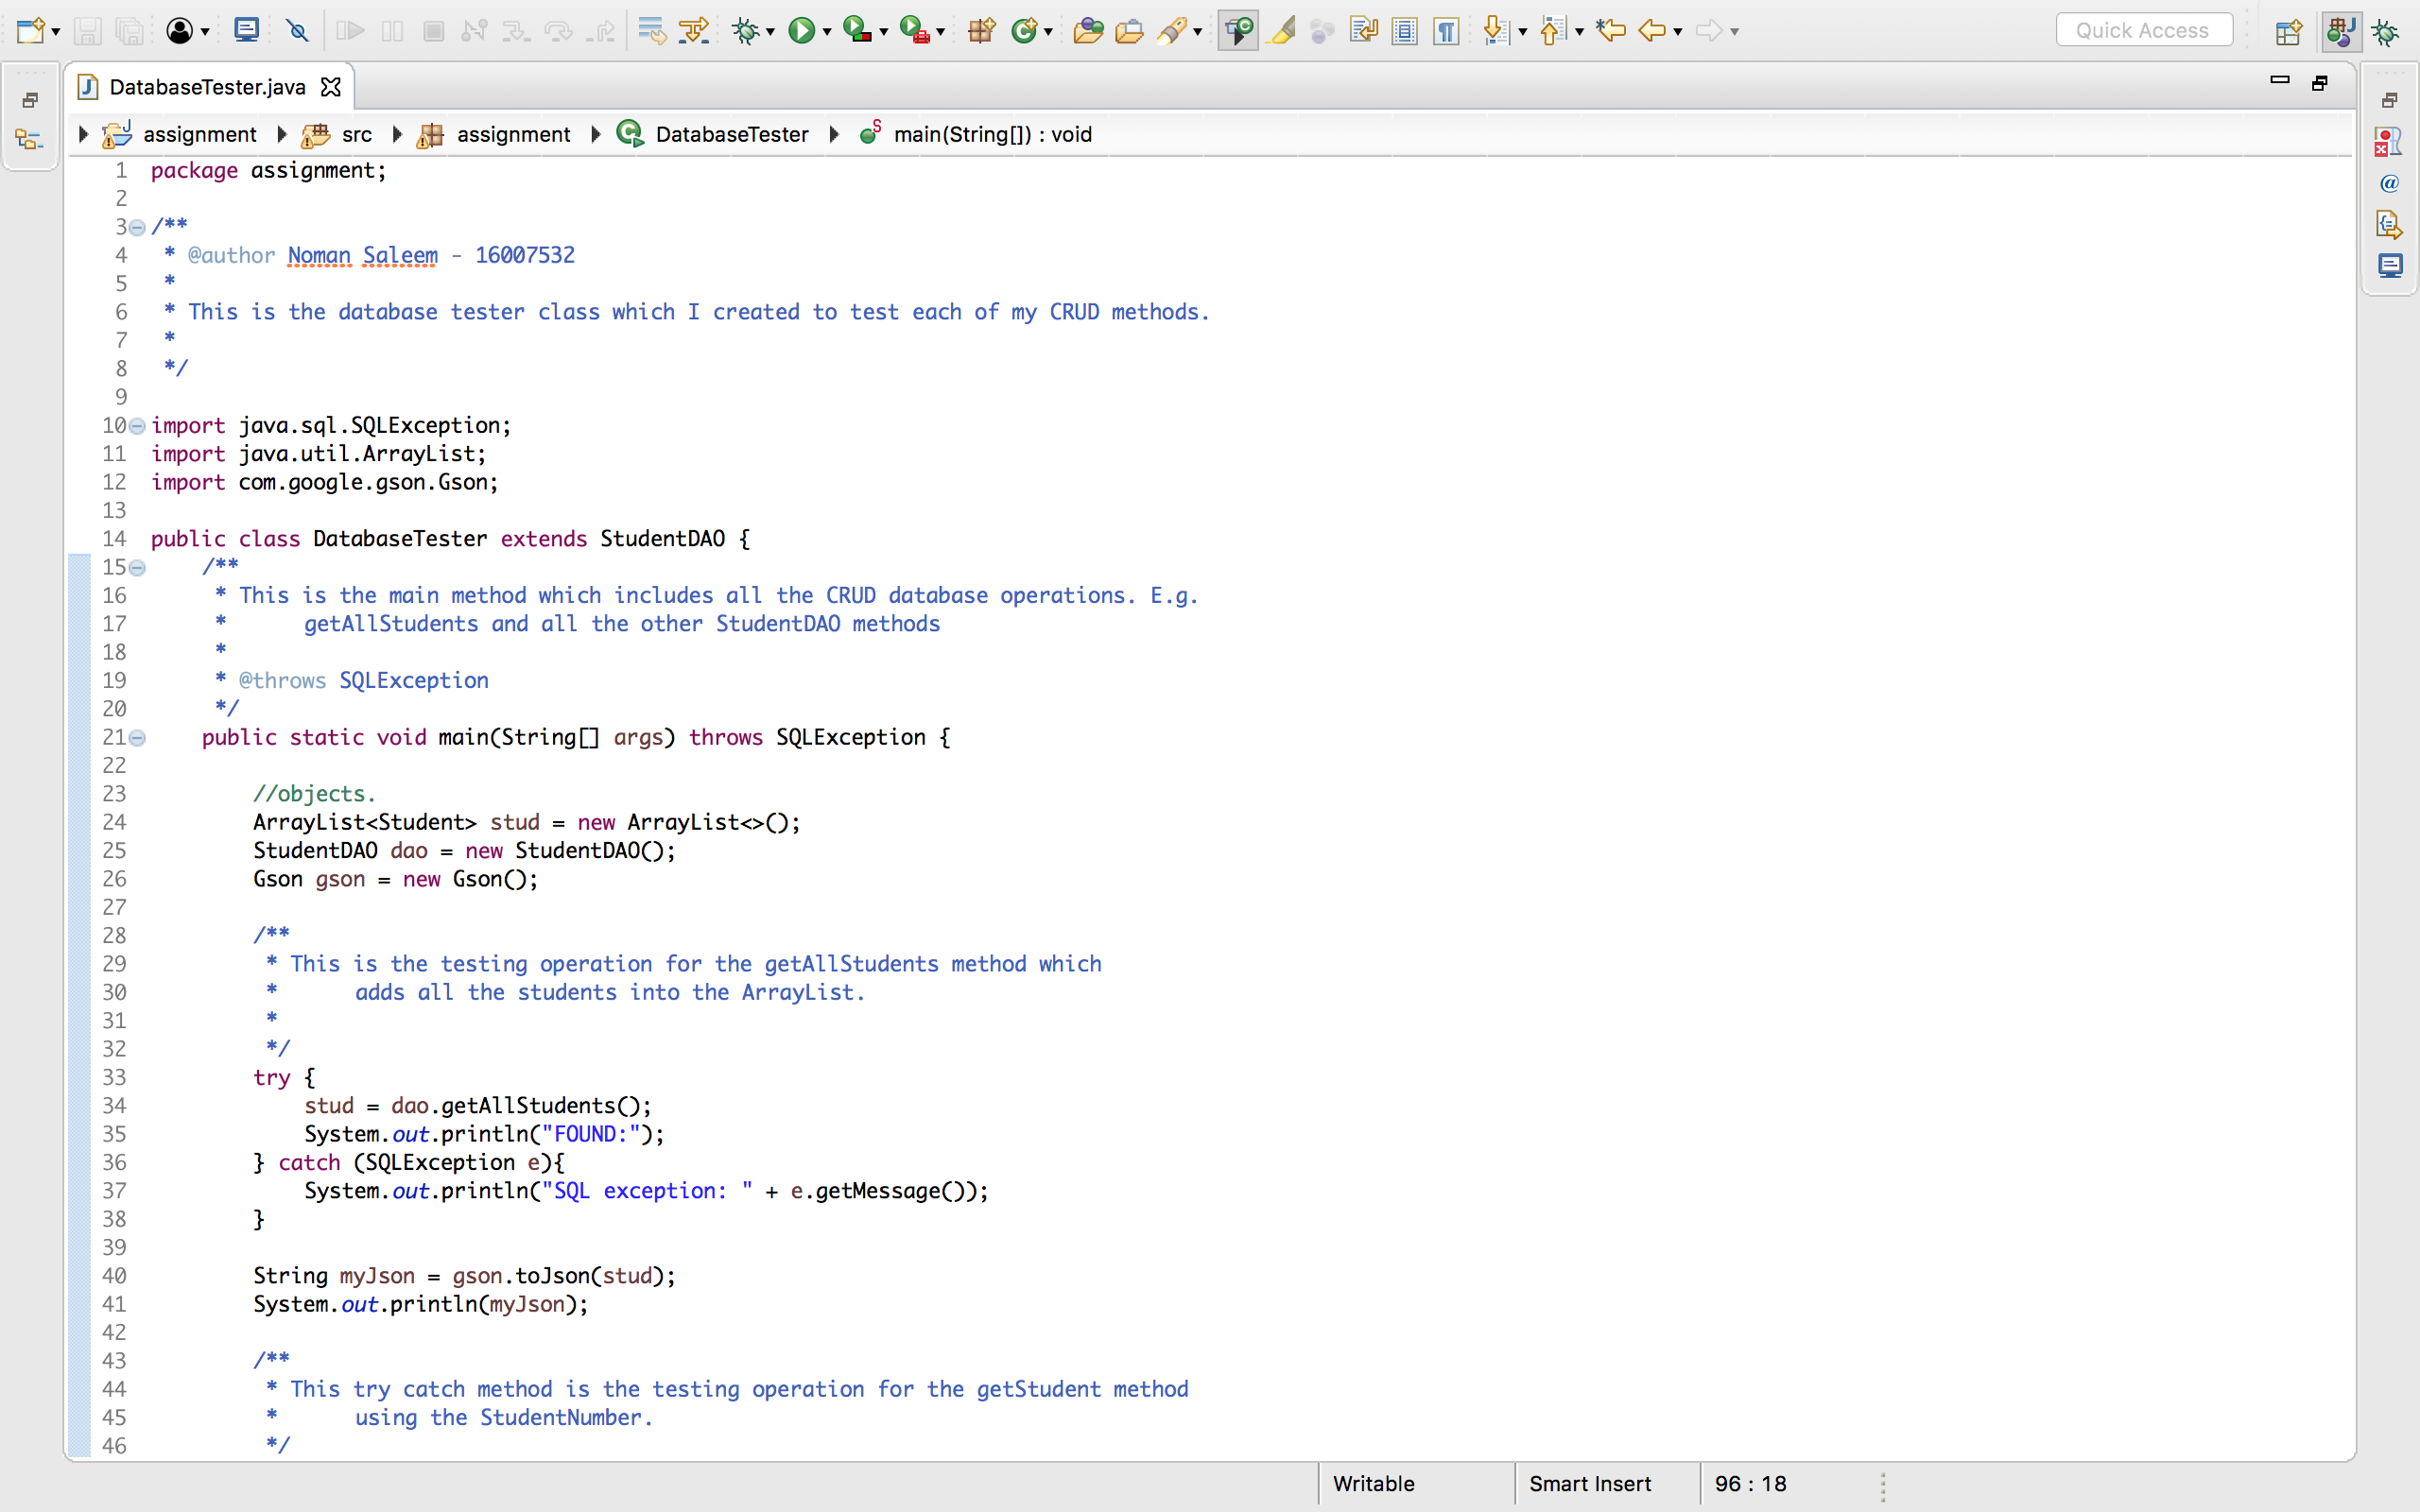 Quick Access
DatabaseTester.java
assignment src assignment DatabaseTester main(String[]) : void
1 package assignment;
2
3 /**
4  * @author Noman Saleem - 16007532
5  *
6  * This is the database tester class which I created to test each of my CRUD methods.
7  *
8  */
9
10 import java.sql.SQLException;
11 import java.util.ArrayList;
12 import com.google.gson.Gson;
13
14 public class DatabaseTester extends StudentDAO {
15     /**
16      * This is the main method which includes all the CRUD database operations. E.g.
17      *      getAllStudents and all the other StudentDAO methods
18      *
19      * @throws SQLException
20      */
21     public static void main(String[] args) throws SQLException {
22
23         //objects.
24         ArrayList<Student> stud = new ArrayList<>();
25         StudentDAO dao = new StudentDAO();
26         Gson gson = new Gson();
27
28         /**
29          * This is the testing operation for the getAllStudents method which
30          *      adds all the students into the ArrayList.
31          *
32          */
33         try {
34             stud = dao.getAllStudents();
35             System.out.println("FOUND:");
36         } catch (SQLException e){
37             System.out.println("SQL exception: " + e.getMessage());
38         }
39
40         String myJson = gson.toJson(stud);
41         System.out.println(myJson);
42
43         /**
44          * This try catch method is the testing operation for the getStudent method
45          *      using the StudentNumber.
46          */
Writable Smart Insert 96 : 18